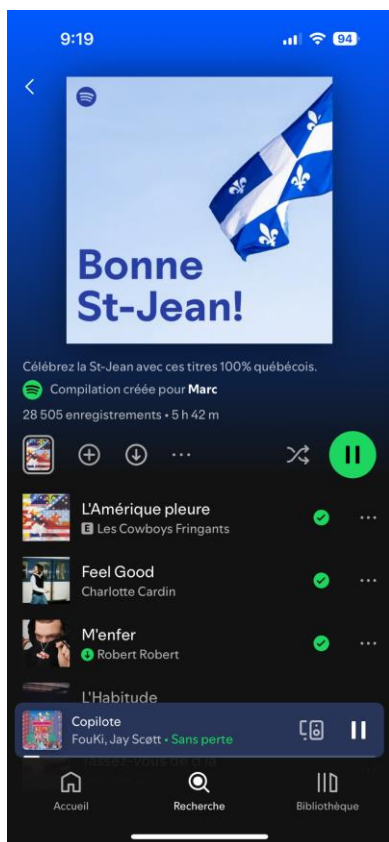 9:19
94
Bonne
St-Jean!
Célébrez la St-Jean avec ces titres 100% québécois.
Compilation créée pour Marc
28 505 enregistrements • 5 h 42 m
L'Amérique pleure
E Les Cowboys Fringants
Feel Good
Charlotte Cardin
M'enfer
Robert Robert
L'Habitude
Copilote
FouKi, Jay Scøtt • Sans perte
Accueil
Recherche
Bibliothèque